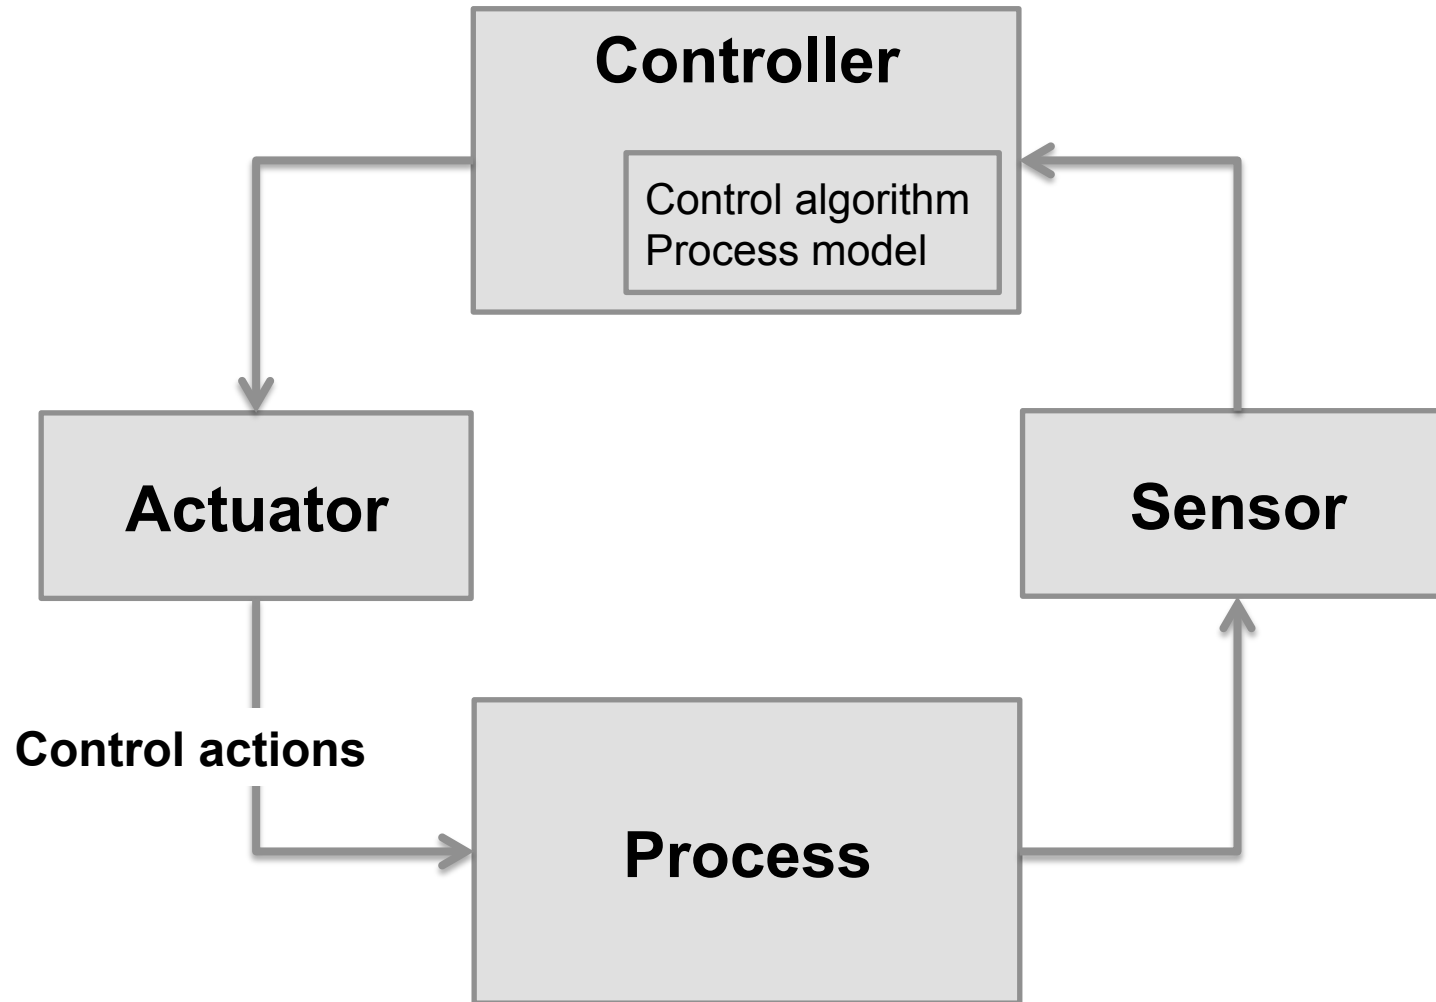 Controller
Control algorithm
Process model
Actuator
Sensor
Control actions
Process